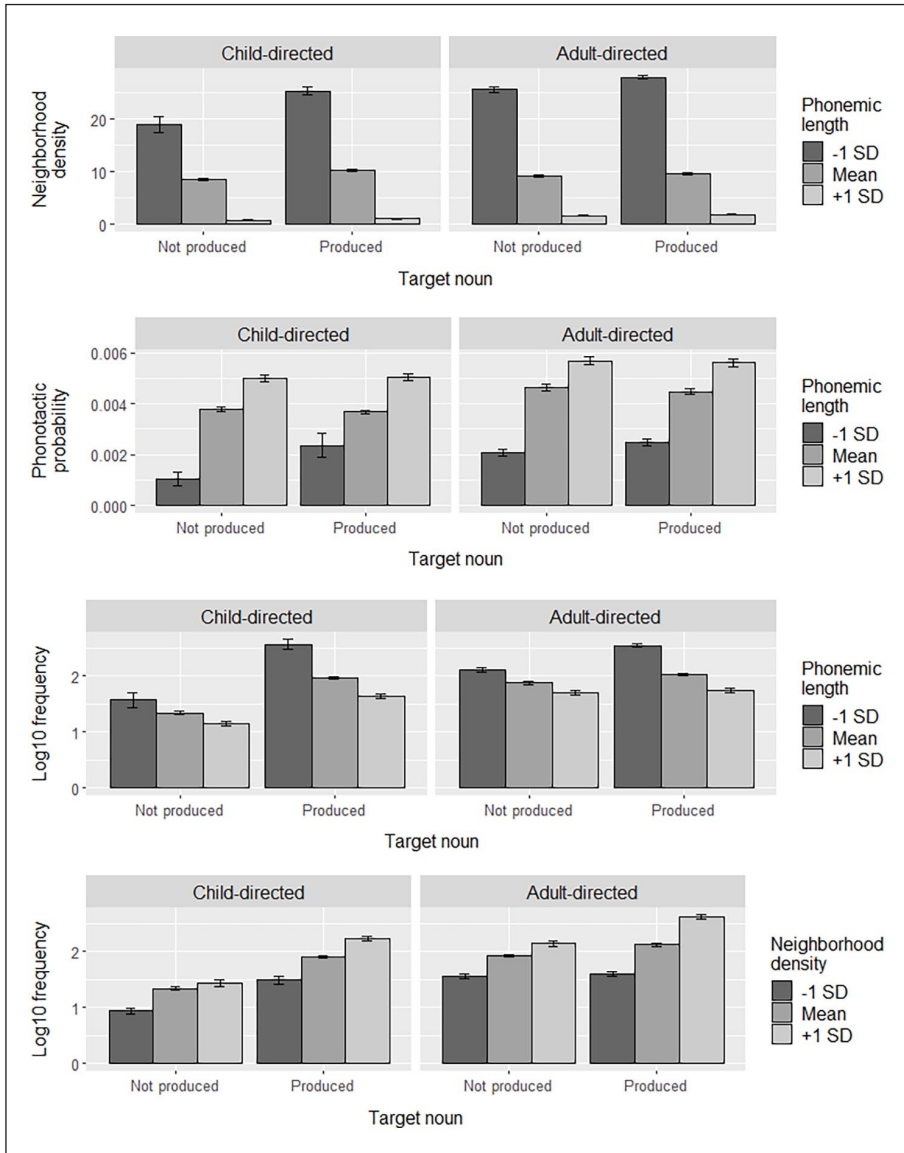 Child-directed Adult-directed
Neighborhood
density
20
10
0
Not produced Produced Not produced Produced
Target noun
Phonemic
length
-1 SD
Mean
+1 SD
Child-directed Adult-directed
Phonotactic
probability
0.006
0.004
0.002
0.000
Not produced Produced Not produced Produced
Target noun
Phonemic
length
-1 SD
Mean
+1 SD
Child-directed Adult-directed
Log10 frequency
2
1
0
Not produced Produced Not produced Produced
Target noun
Phonemic
length
-1 SD
Mean
+1 SD
Child-directed Adult-directed
Log10 frequency
2
1
0
Not produced Produced Not produced Produced
Target noun
Neighborhood
density
-1 SD
Mean
+1 SD